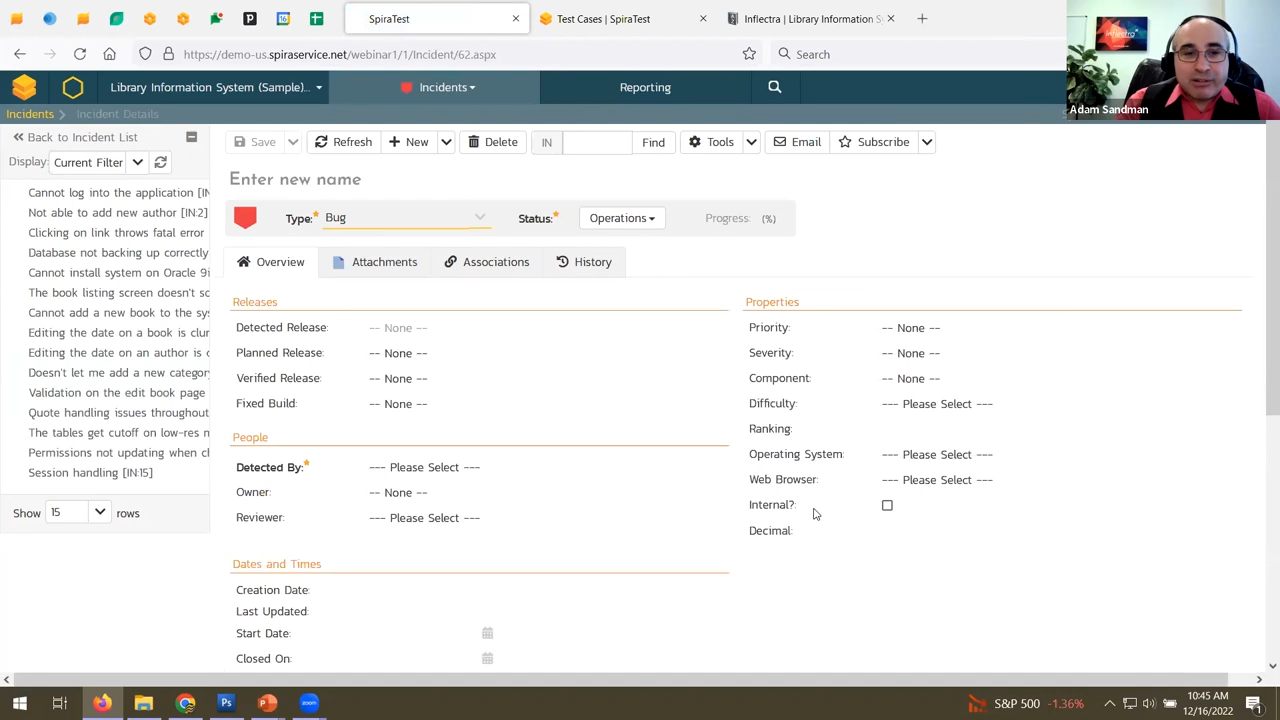 SpiraTest
Test Cases | SpiraTest
Inflectra | Library Information S
https://demo-us.spiraservice.net/webinar1/1/Incident/62.aspx
Search
Library Information System (Sample)...
Incidents
Reporting
inflectra
Adam Sandman
Incidents
Incident Details
Back to Incident List
Display: Current Filter
Save
Refresh
New
Delete
IN
Find
Tools
Email
Subscribe
Enter new name
Type:* Bug
Status:* Operations
Progress: (%)
Overview
Attachments
Associations
History
Cannot log into the application [IN
Not able to add new author [IN:2]
Clicking on link throws fatal error
Database not backing up correctly
Cannot install system on Oracle 9i
The book listing screen doesn't sc
Cannot add a new book to the sys
Editing the date on a book is clun
Editing the date on an author is c
Doesn't let me add a new category
Validation on the edit book page
Quote handling issues throughout
The tables get cutoff on low-res m
Permissions not updating when cl
Session handling [IN:15]
Show 15 rows
Releases
Detected Release: -- None --
Planned Release: -- None --
Verified Release: -- None --
Fixed Build: -- None --
People
Detected By:* --- Please Select ---
Owner: -- None --
Reviewer: --- Please Select ---
Dates and Times
Creation Date:
Last Updated:
Start Date:
Closed On:
Properties
Priority: -- None --
Severity: -- None --
Component: -- None --
Difficulty: --- Please Select ---
Ranking:
Operating System: --- Please Select ---
Web Browser: --- Please Select ---
Internal?:
Decimal:
S&P 500 -1.36%
10:45 AM
12/16/2022